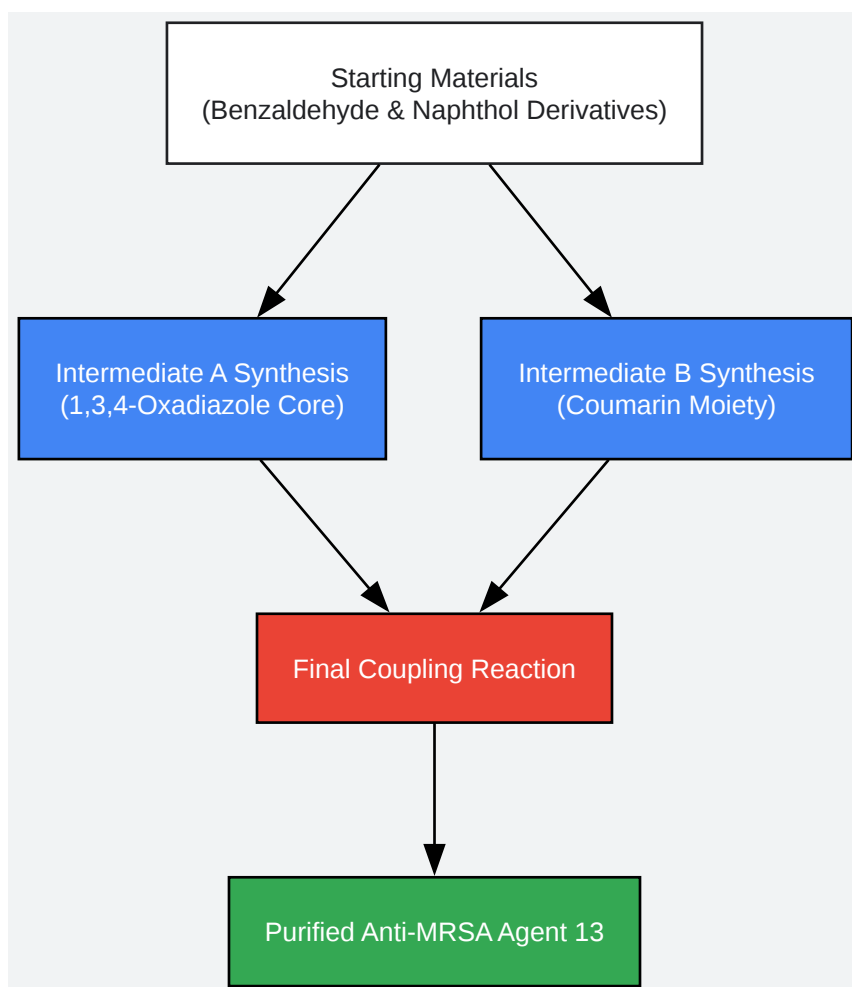 Starting Materials
(Benzaldehyde & Naphthol Derivatives)
Intermediate A Synthesis
(1,3,4-Oxadiazole Core)
Intermediate B Synthesis
(Coumarin Moiety)
Final Coupling Reaction
Purified Anti-MRSA Agent 13